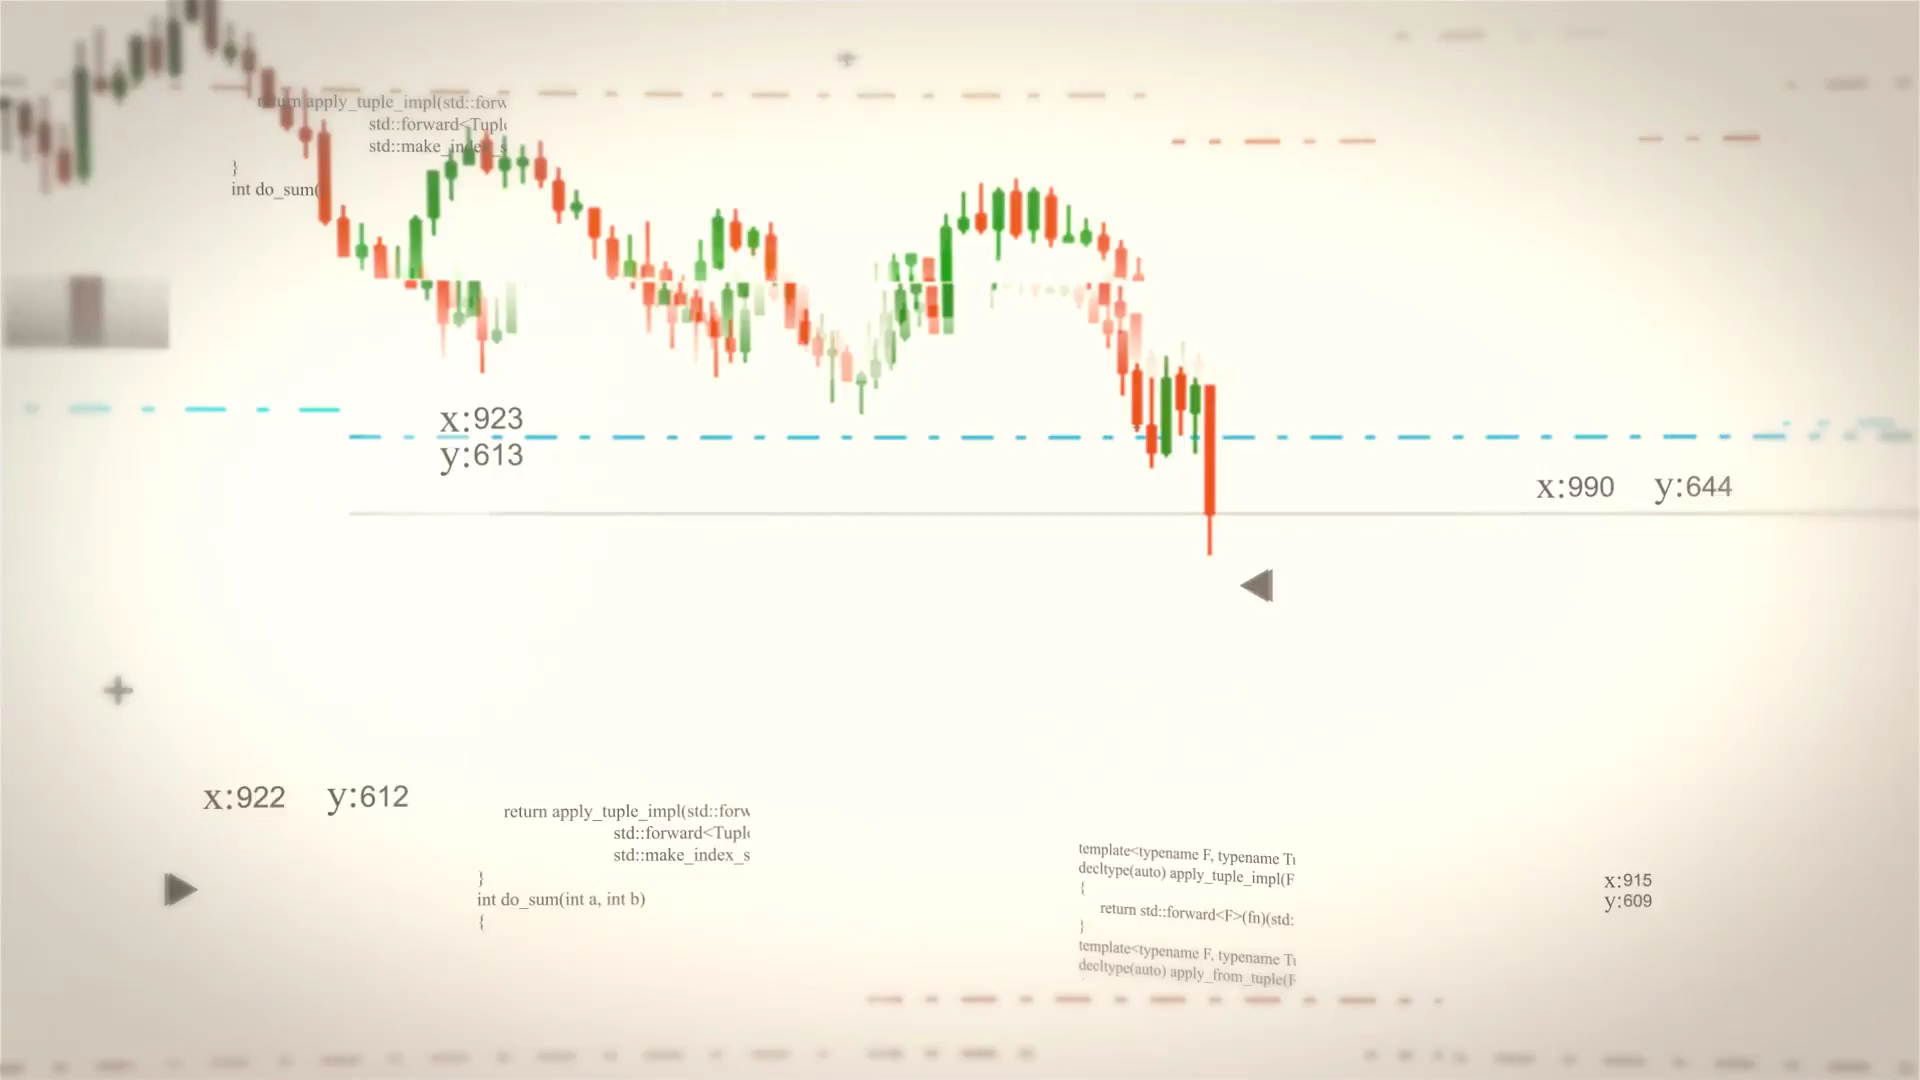 return apply_tuple_impl(std::forw
std::forward<Tupl
std::make_index_s
}
int do_sum(
x:923
y:613
x:990 y:644
x:922 y:612
return apply_tuple_impl(std::forw
std::forward<Tupl
std::make_index_s
}
int do_sum(int a, int b)
{
template<typename F, typename T
decltype(auto) apply_tuple_impl(F
{
return std::forward<F>(fn)(std:
}
template<typename F, typename T
decltype(auto) apply_from_tuple(F
x:915
y:609